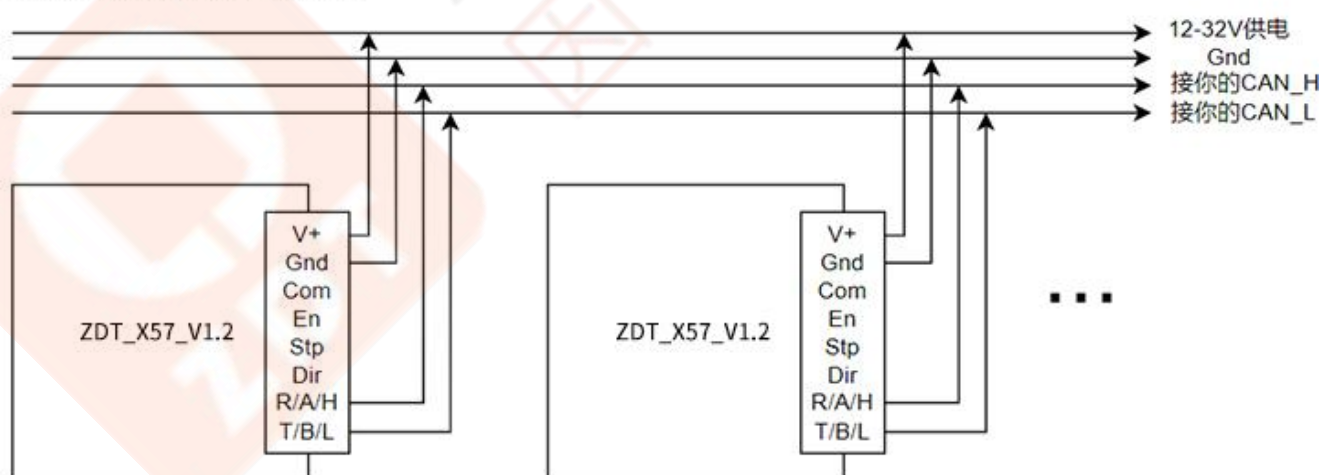 12-32V供电
Gnd
接你的CAN_H
接你的CAN_L
V+
Gnd
Com
En
Stp
Dir
R/A/H
T/B/L
ZDT_X57_V1.2
V+
Gnd
Com
En
Stp
Dir
R/A/H
T/B/L
ZDT_X57_V1.2
...
ZDT